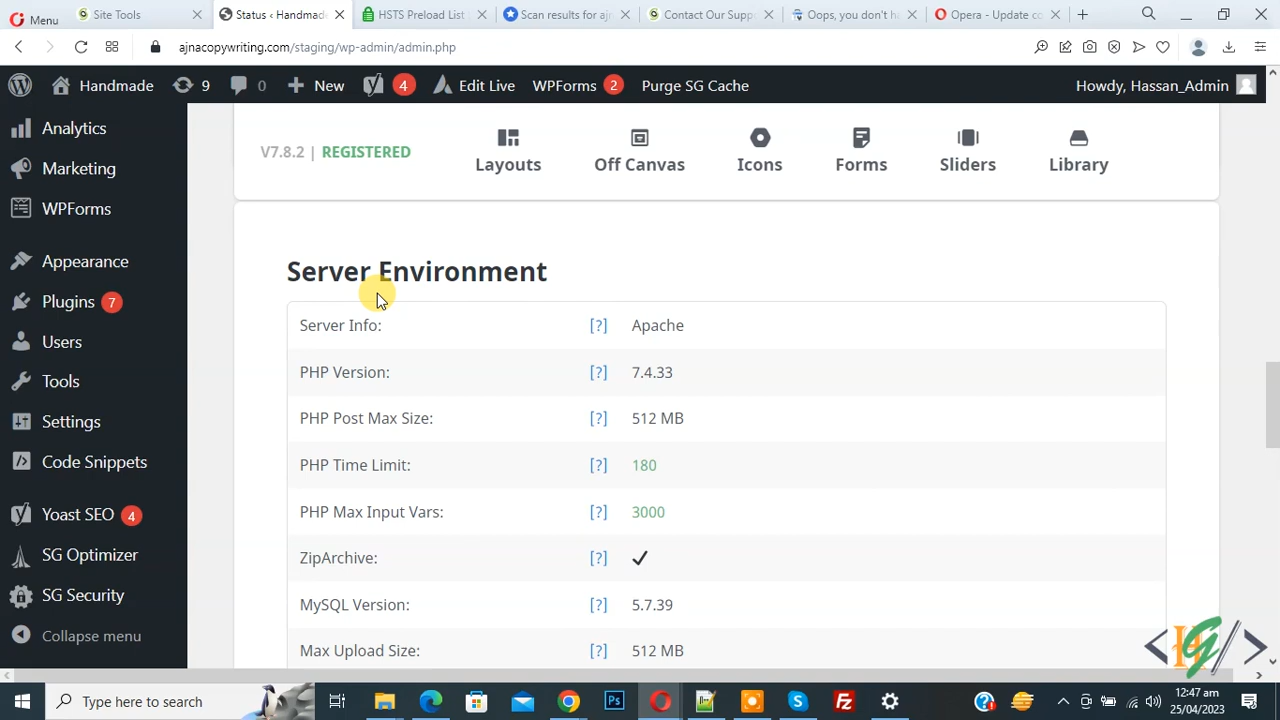 Menu
Site Tools
Status ‹ Handmade
HSTS Preload List
Scan results for ajn
Contact Our Supp
Oops, you don't ha
Opera - Update co
ajnacopywriting.com/staging/wp-admin/admin.php
Handmade
9
0
New
4
Edit Live
WPForms 2
Purge SG Cache
Howdy, Hassan_Admin
Analytics
Marketing
WPForms
Appearance
Plugins 7
Users
Tools
Settings
Code Snippets
Yoast SEO 4
SG Optimizer
SG Security
Collapse menu
V7.8.2 | REGISTERED
Layouts
Off Canvas
Icons
Forms
Sliders
Library
Server Environment
Server Info: [?] Apache
PHP Version: [?] 7.4.33
PHP Post Max Size: [?] 512 MB
PHP Time Limit: [?] 180
PHP Max Input Vars: [?] 3000
ZipArchive: [?] ✓
MySQL Version: [?] 5.7.39
Max Upload Size: [?] 512 MB
Type here to search
12:47 am
25/04/2023